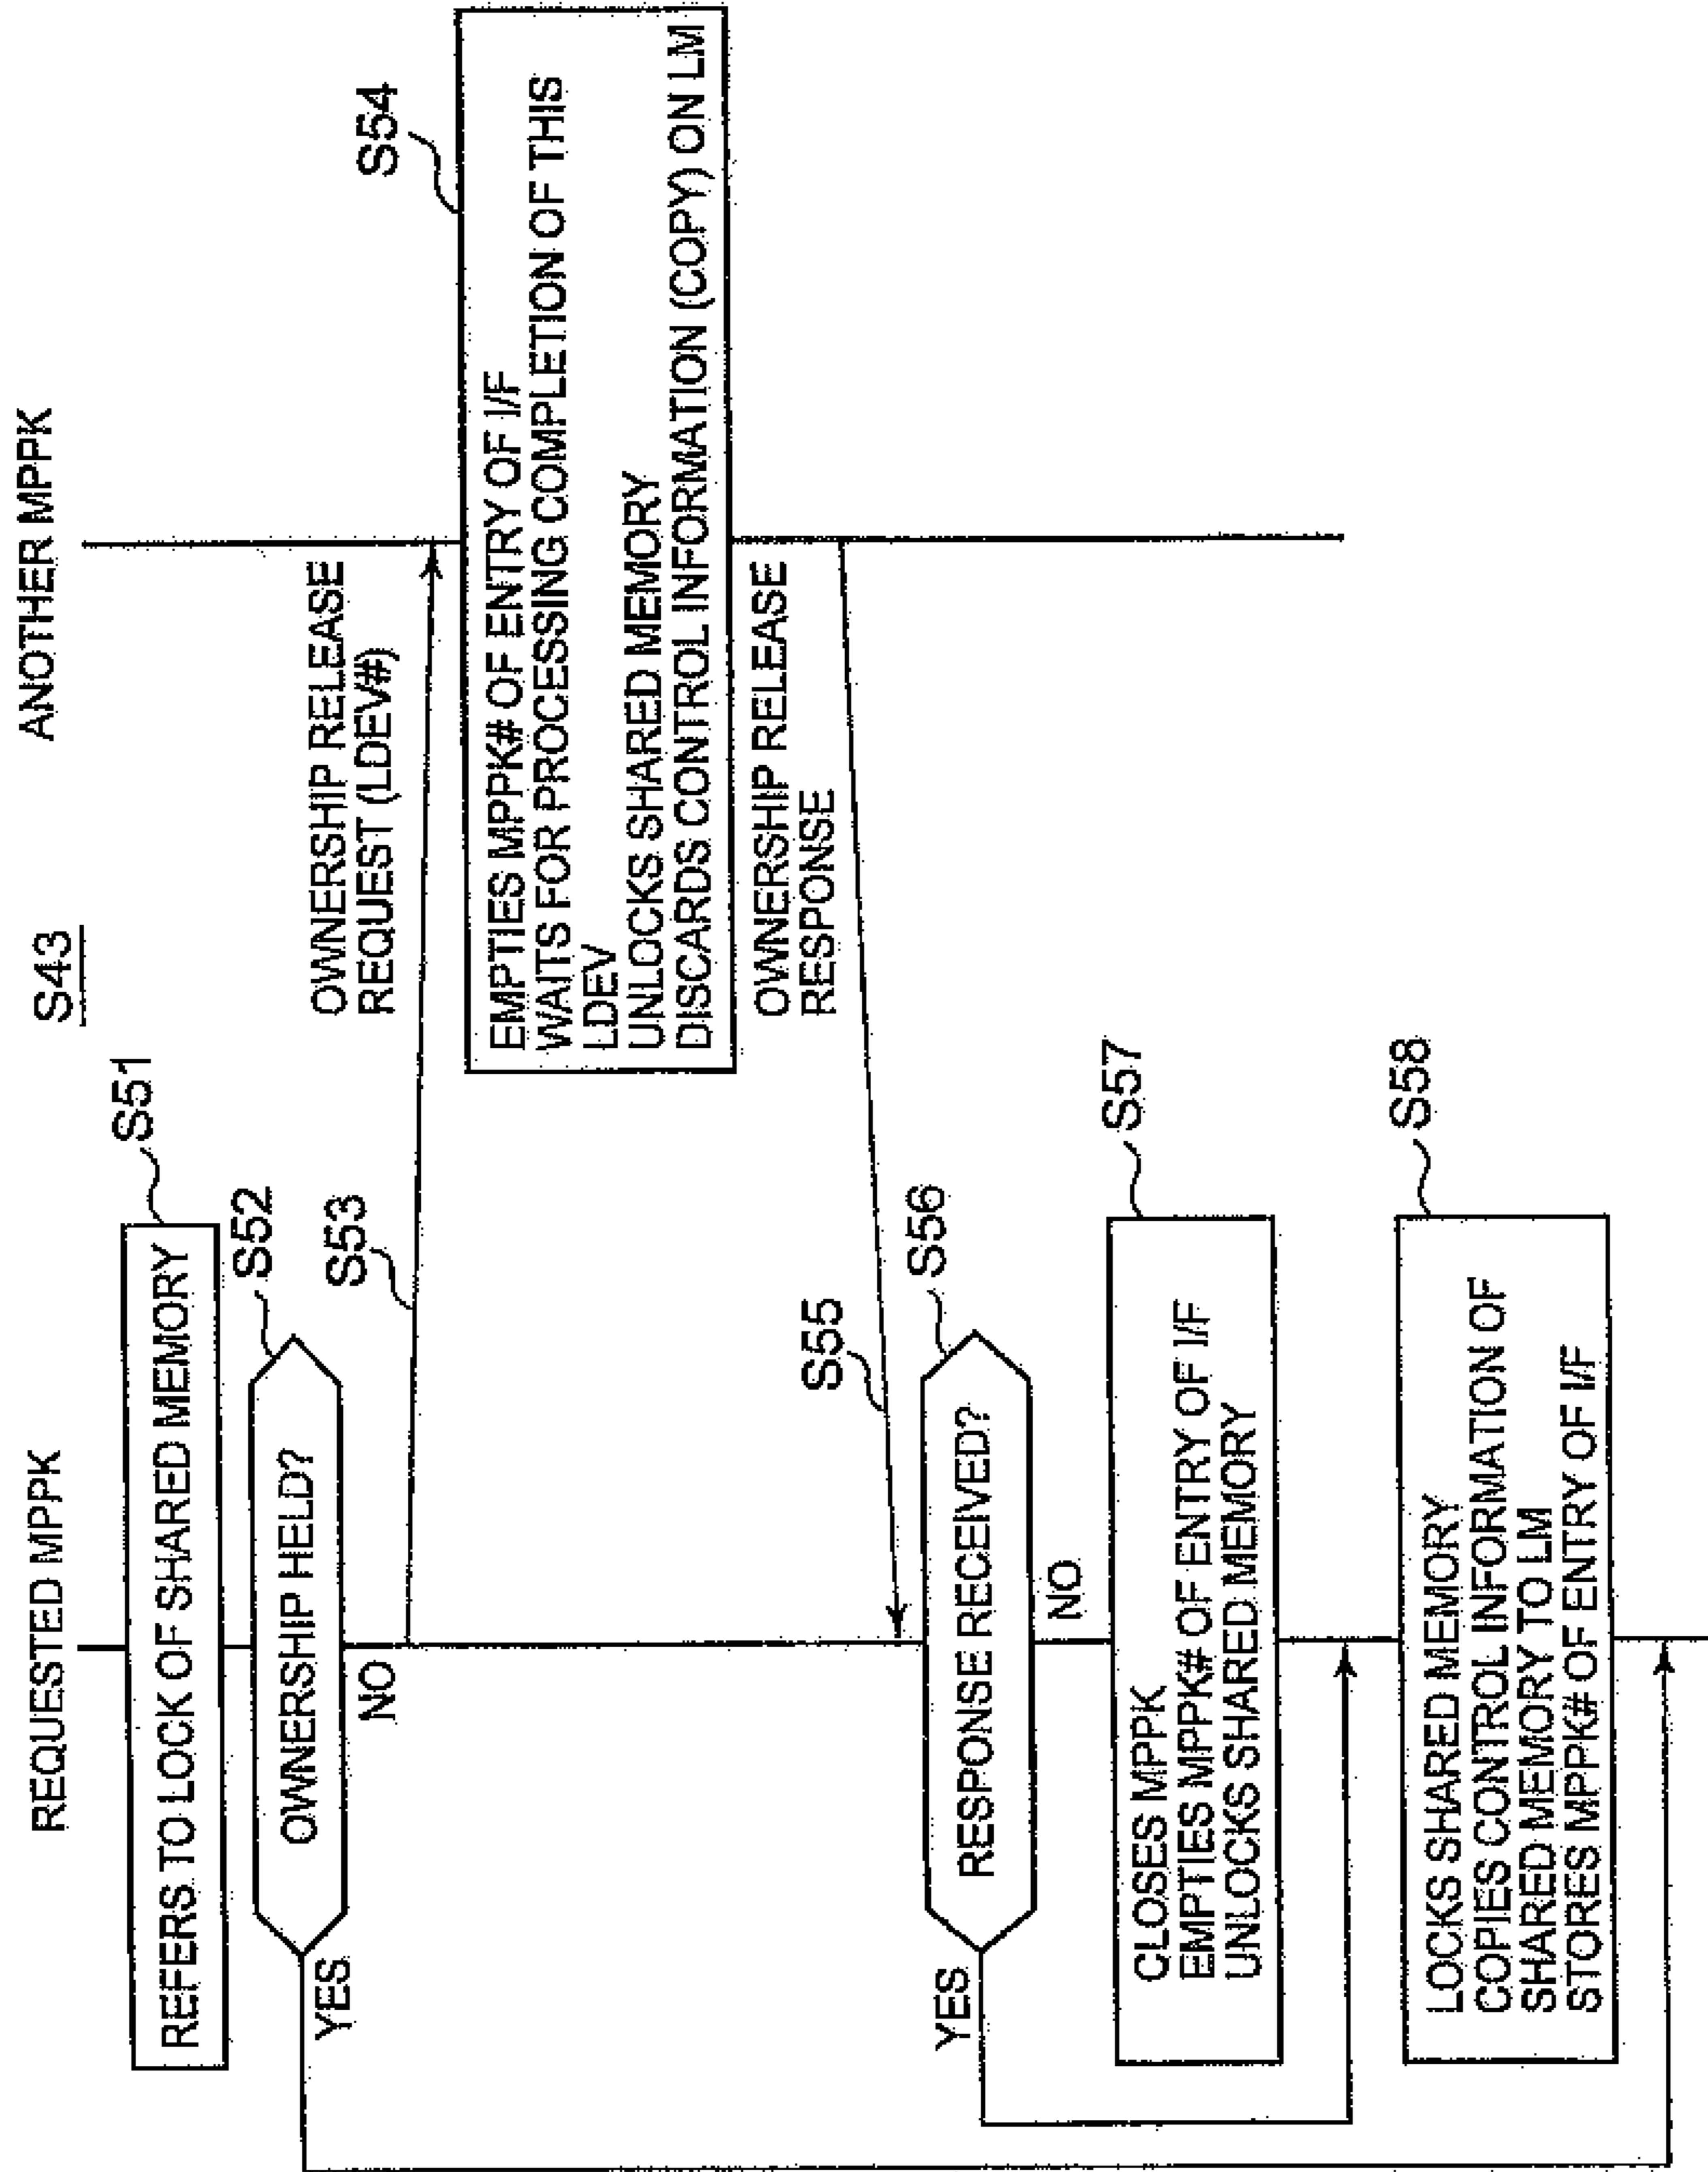 S43
REQUESTED MPPK
ANOTHER MPPK
S51
REFERS TO LOCK OF SHARED MEMORY
S52
OWNERSHIP HELD?
YES
NO
S53
OWNERSHIP RELEASE
REQUEST (LDEV#)
S54
EMPTIES MPPK# OF ENTRY OF I/F
WAITS FOR PROCESSING COMPLETION OF THIS
LDEV
UNLOCKS SHARED MEMORY
DISCARDS CONTROL INFORMATION (COPY) ON LM
OWNERSHIP RELEASE
RESPONSE
S55
S56
RESPONSE RECEIVED?
YES
NO
S57
CLOSES MPPK
EMPTIES MPPK# OF ENTRY OF I/F
UNLOCKS SHARED MEMORY
S58
LOCKS SHARED MEMORY
COPIES CONTROL INFORMATION OF
SHARED MEMORY TO LM
STORES MPPK# OF ENTRY OF I/F